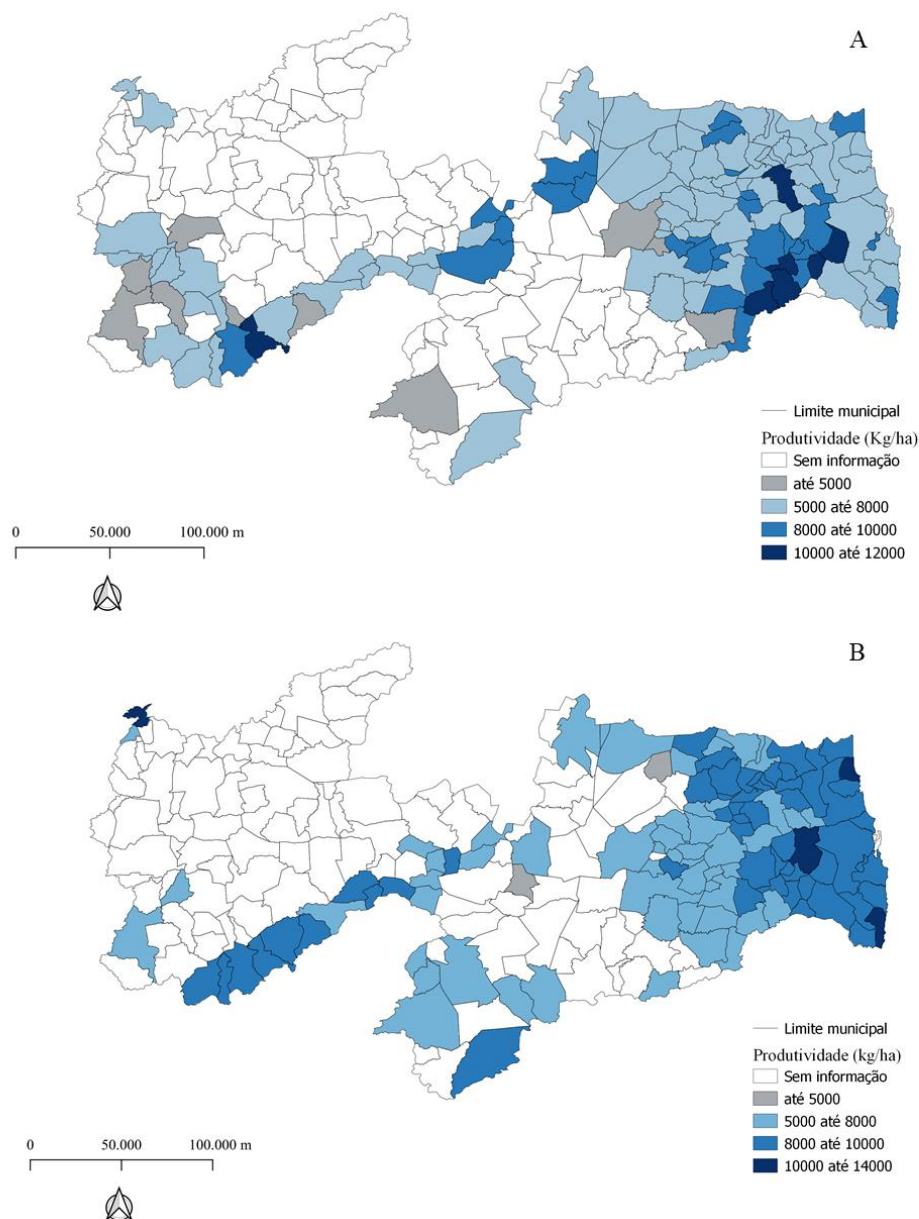 A
Limite municipal
Produtividade (Kg/ha)
Sem informação
até 5000
5000 até 8000
8000 até 10000
10000 até 12000
0 50.000 100.000 m
B
Limite municipal
Produtividade (kg/ha)
Sem informação
até 5000
5000 até 8000
8000 até 10000
10000 até 14000
0 50.000 100.000 m